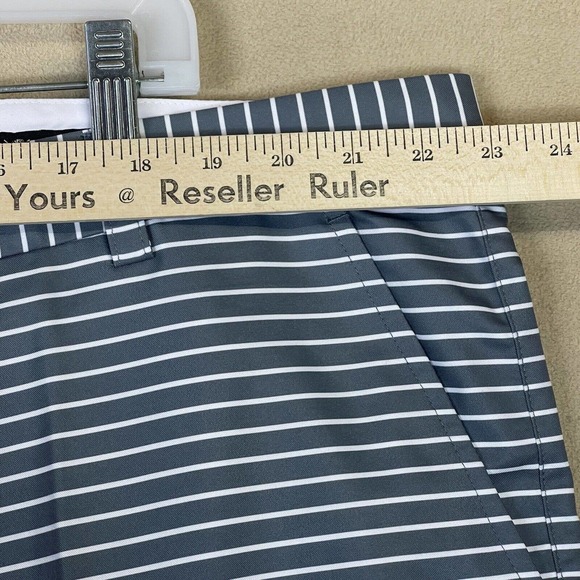 17 18 19 20 21 22 23 24
Yours @ Reseller Ruler